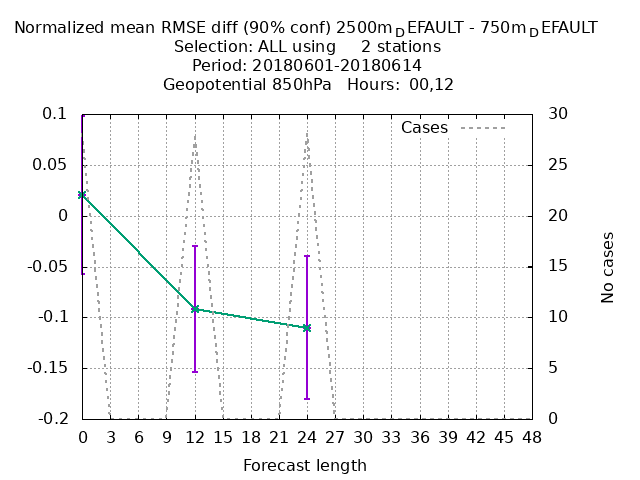 Normalized mean RMSE diff (90% conf) 2500m_DEFAULT - 750m_DEFAULT
Selection: ALL using 2 stations
Period: 20180601-20180614
Geopotential 850hPa Hours: 00,12
Cases
0.1
0.05
0
-0.05
-0.1
-0.15
-0.2
30
25
20
15
10
5
0
No cases
0 3 6 9 12 15 18 21 24 27 30 33 36 39 42 45 48
Forecast length